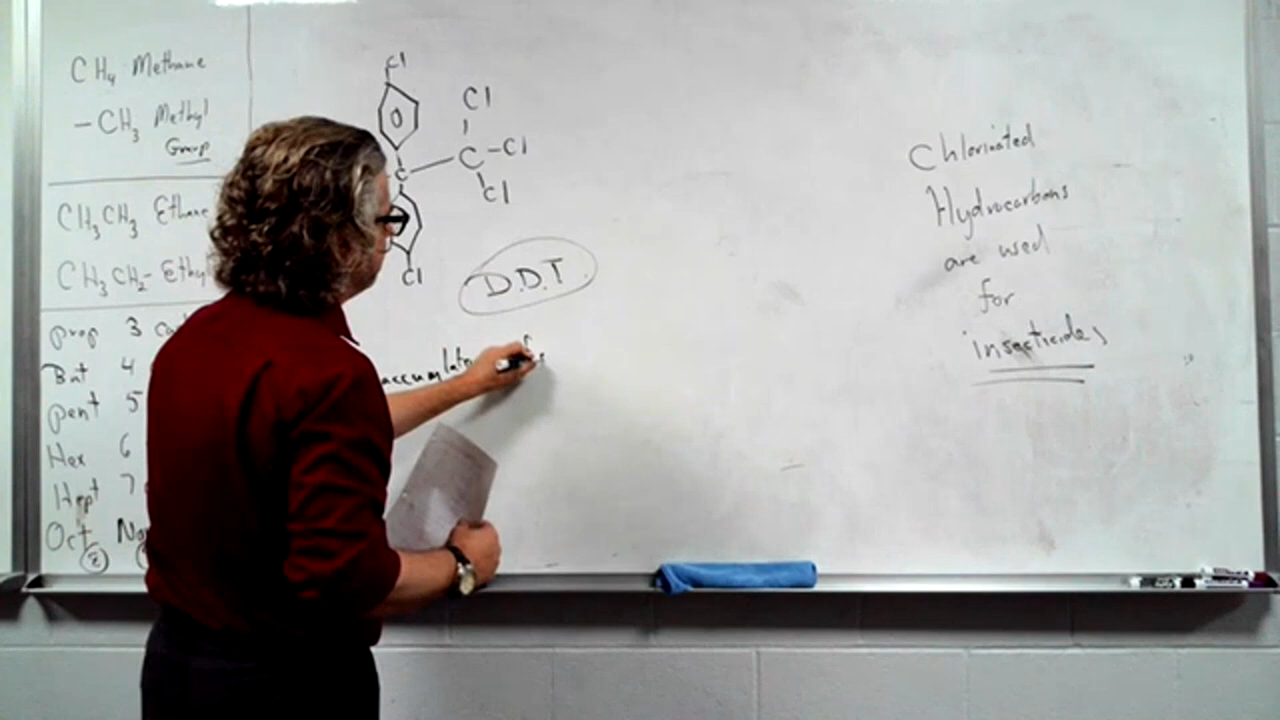 CH4 Methane
-CH3 Methyl
Group
CH3CH3 Ethane
CH3CH2- Ethyl
prop 3
But 4
pent 5
Hex 6
Hept 7
Oct
Cl
Cl
C-Cl
C
Cl
Cl
D.D.T.
Chlorinated
Hydrocarbons
are used
for
insecticides